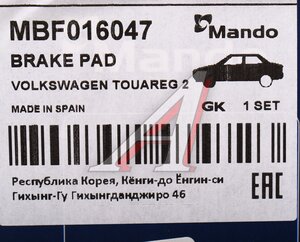 MBF016047
Mando
BRAKE PAD
VOLKSWAGEN TOUAREG 2
MADE IN SPAIN
GK 1 SET
Республика Корея, Кёнги-до Ёнгин-си
Гихынг-Гу Гихынгданджиро 46
EAC